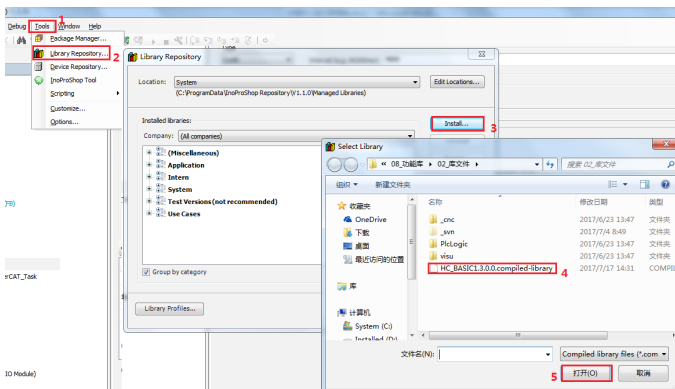 Debug Tools Window Help
1
Package Manager...
Library Repository...
2
Device Repository...
InoProShop Tool
Scripting
Customize...
Options...
Library Repository
Location: System
Edit Locations...
(C:\ProgramData\InoProShop Repository\V1.1.0\Managed Libraries)
Installed libraries:
Install...
3
Company: (All companies)
(Miscellaneous)
Application
Intern
System
Test Versions(not recommended)
Use Cases
Group by category
Library Profiles...
Select Library
« 08_功能库 02_库文件
搜索 02_库文件
组织 新建文件夹
名称 修改日期 类型
收藏夹
OneDrive
下载
桌面
最近访问的位置
库
计算机
System (C:)
Installed (D:)
_cnc 2017/6/23 13:47 文件夹
_svn 2017/7/4 8:49 文件夹
PlcLogic 2017/6/23 13:47 文件夹
visu 2017/6/23 13:47 文件夹
HC_BASIC1.3.0.0.compiled-library 2017/7/17 14:31 COMPIL
4
文件名(N):
Compiled library files (*.com
5
打开(O) 取消
(FB)
erCAT_Task
IO Module)